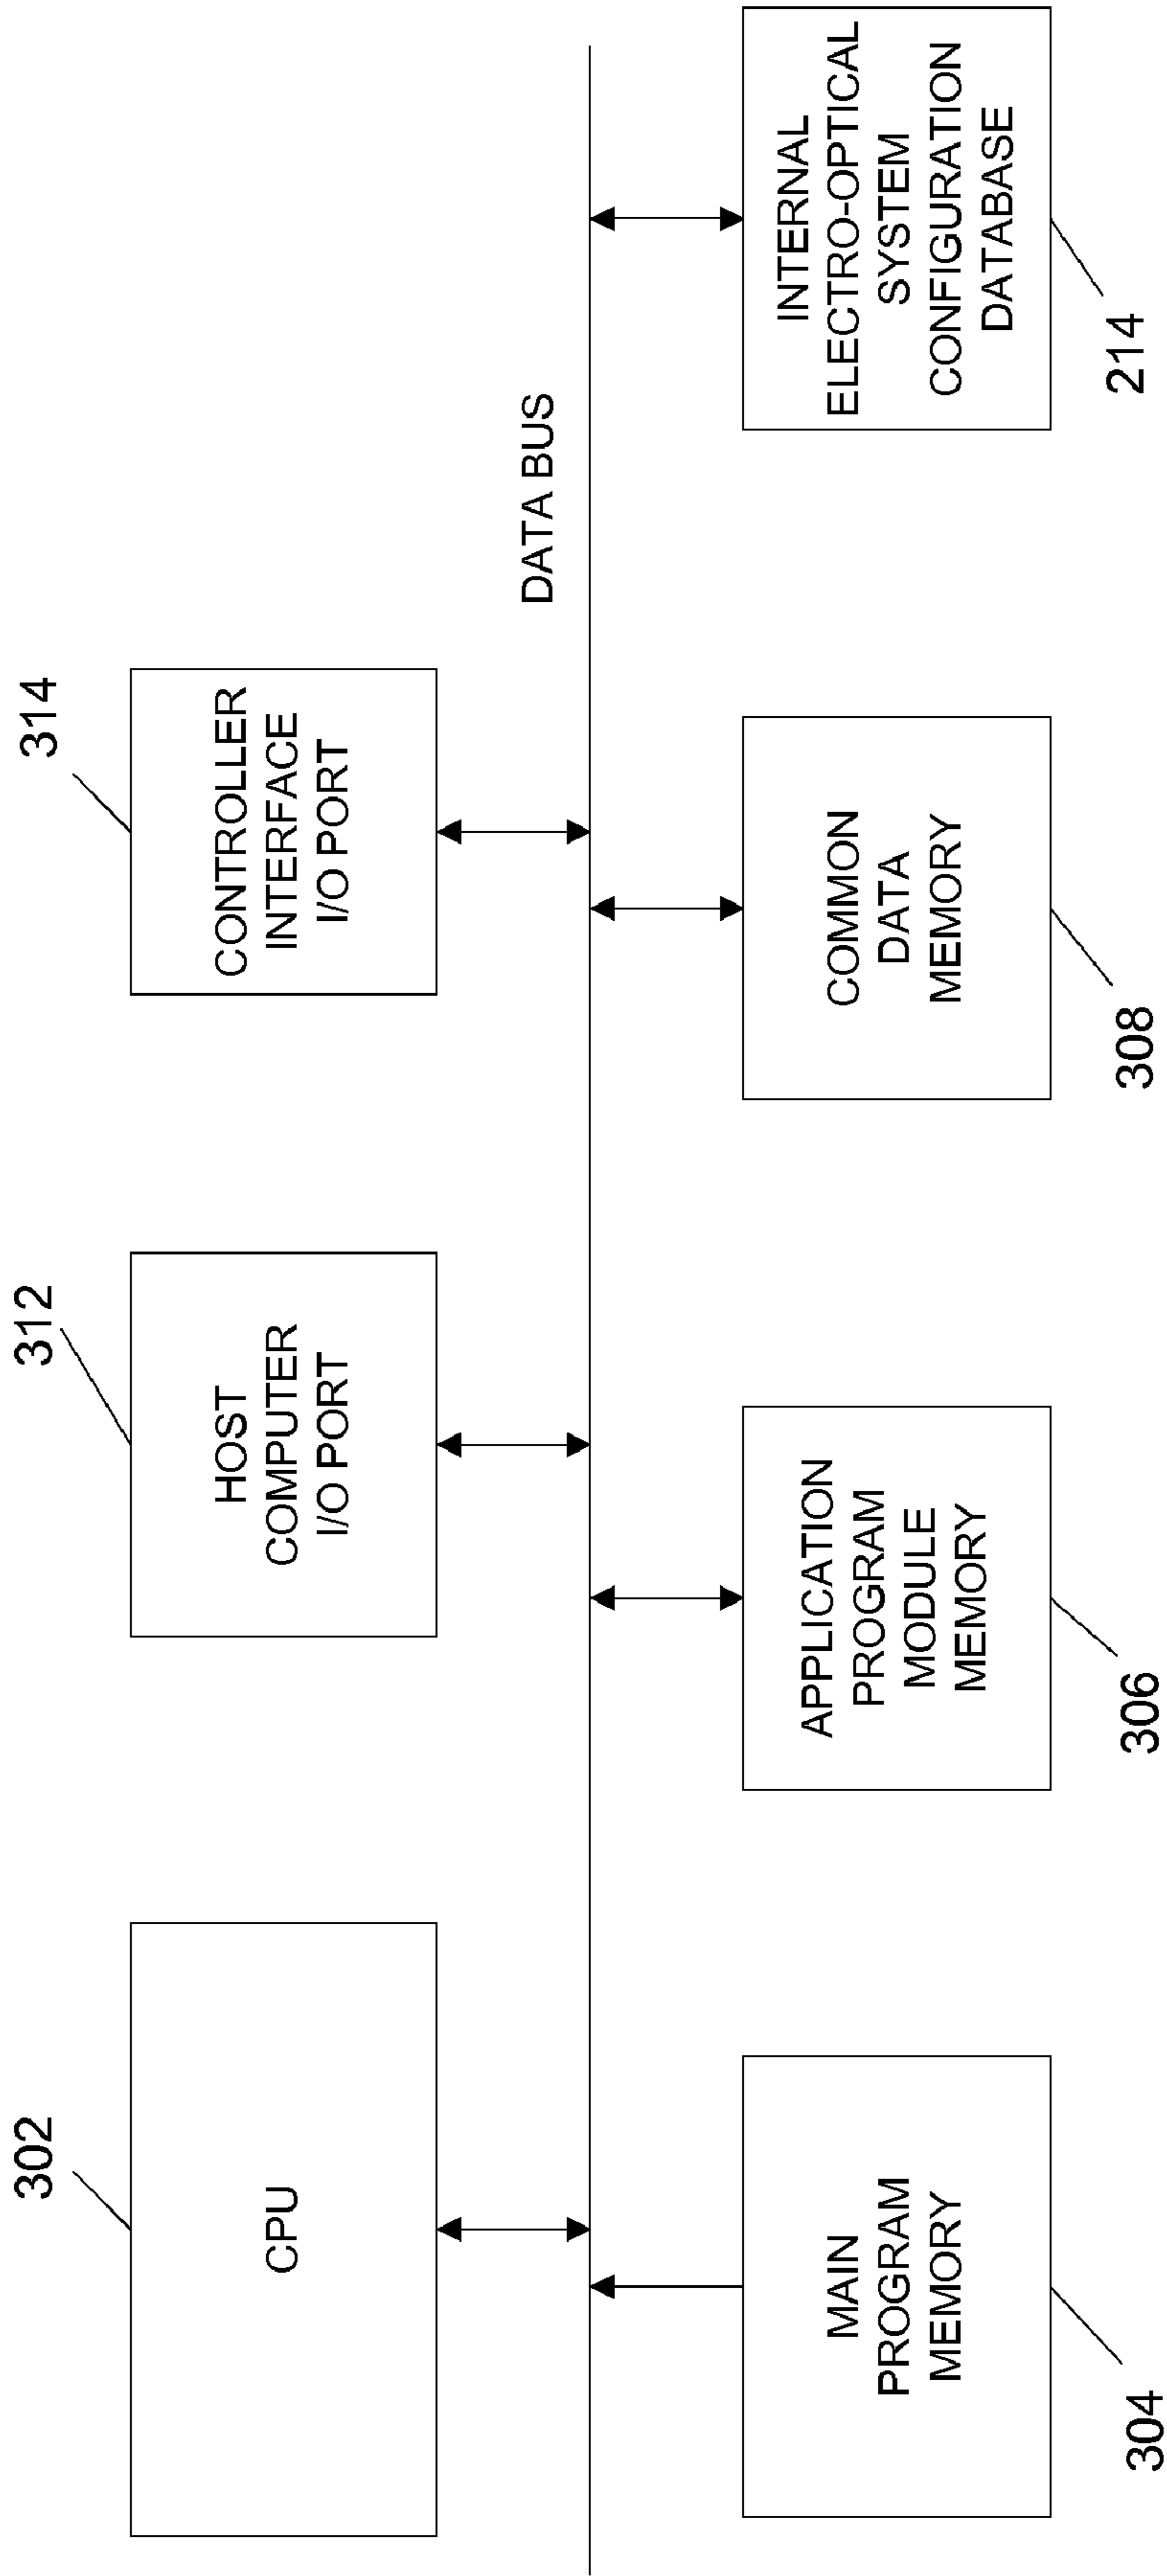 302
CPU
312
HOST
COMPUTER
I/O PORT
314
CONTROLLER
INTERFACE
I/O PORT
DATA BUS
MAIN
PROGRAM
MEMORY
304
APPLICATION
PROGRAM
MODULE
MEMORY
306
COMMON
DATA
MEMORY
308
INTERNAL
ELECTRO-OPTICAL
SYSTEM
CONFIGURATION
DATABASE
214